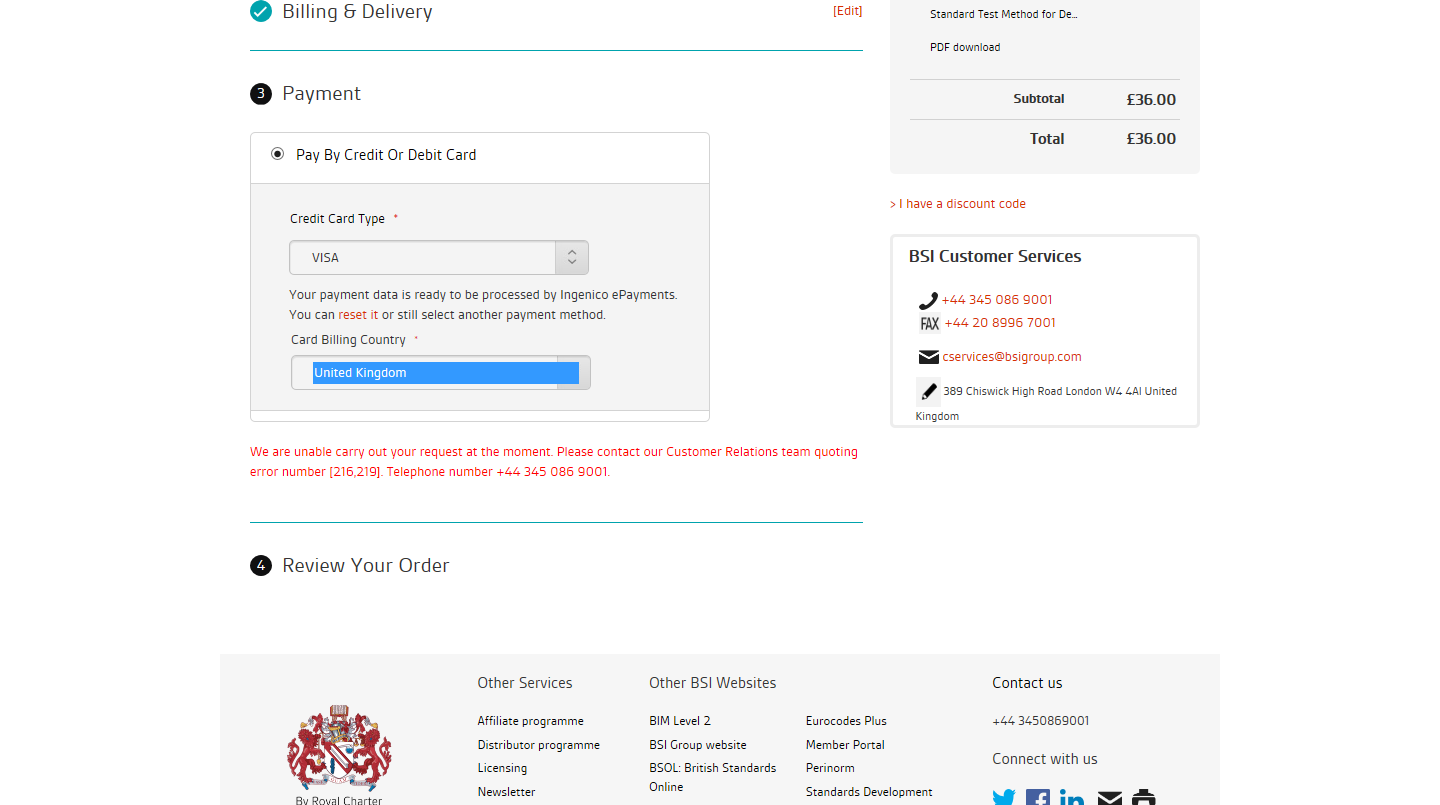 Billing & Delivery
[Edit]
3 Payment
Pay By Credit Or Debit Card
Credit Card Type *
VISA
Your payment data is ready to be processed by Ingenico ePayments.
You can reset it or still select another payment method.
Card Billing Country *
United Kingdom
We are unable carry out your request at the moment. Please contact our Customer Relations team quoting
error number [216,219]. Telephone number +44 345 086 9001.
4 Review Your Order
Standard Test Method for De...
PDF download
Subtotal £36.00
Total £36.00
> I have a discount code
BSI Customer Services
+44 345 086 9001
FAX +44 20 8996 7001
cservices@bsigroup.com
389 Chiswick High Road London W4 4Al United
Kingdom
By Royal Charter
Other Services
Affiliate programme
Distributor programme
Licensing
Newsletter
Other BSI Websites
BIM Level 2
BSI Group website
BSOL: British Standards
Online
Eurocodes Plus
Member Portal
Perinorm
Standards Development
Contact us
+44 3450869001
Connect with us